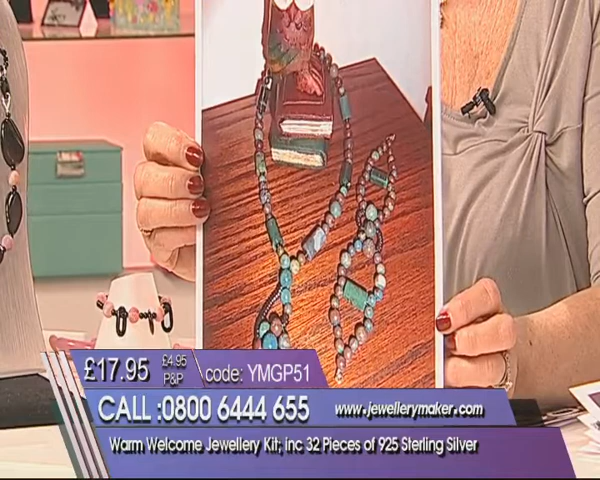 £17.95 £4.95 P&P code: YMGP51
CALL :0800 6444 655 www.jewellerymaker.com
Warm Welcome Jewellery Kit; inc 32 Pieces of 925 Sterling Silver